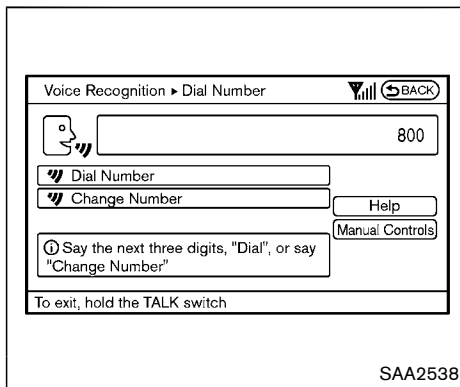 Voice Recognition ▸ Dial Number
BACK
800
Dial Number
Change Number
Help
Manual Controls
Say the next three digits, "Dial", or say
"Change Number"
To exit, hold the TALK switch
SAA2538